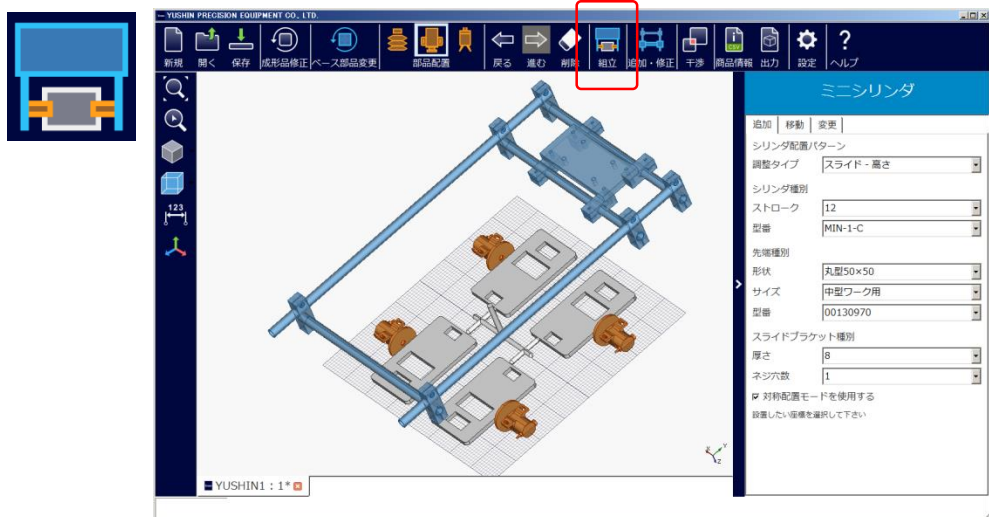 YUSHIN PRECISION EQUIPMENT CO., LTD.
新規 開く 保存 成形品修正 ベース部品変更 部品配置 戻る 進む 削除 組立 追加・修正 干渉 商品情報 出力 設定 ヘルプ
CSV
?
123
ミニシリンダ
追加 移動 変更
シリンダ配置パターン
調整タイプ スライド - 高さ
シリンダ種別
ストローク 12
型番 MIN-1-C
先端種別
形状 丸型50×50
サイズ 中型ワーク用
型番 00130970
スライドブラケット種別
厚さ 8
ネジ穴数 1
対称配置モードを使用する
設置したい座標を選択して下さい
X Y Z
YUSHIN1 : 1*